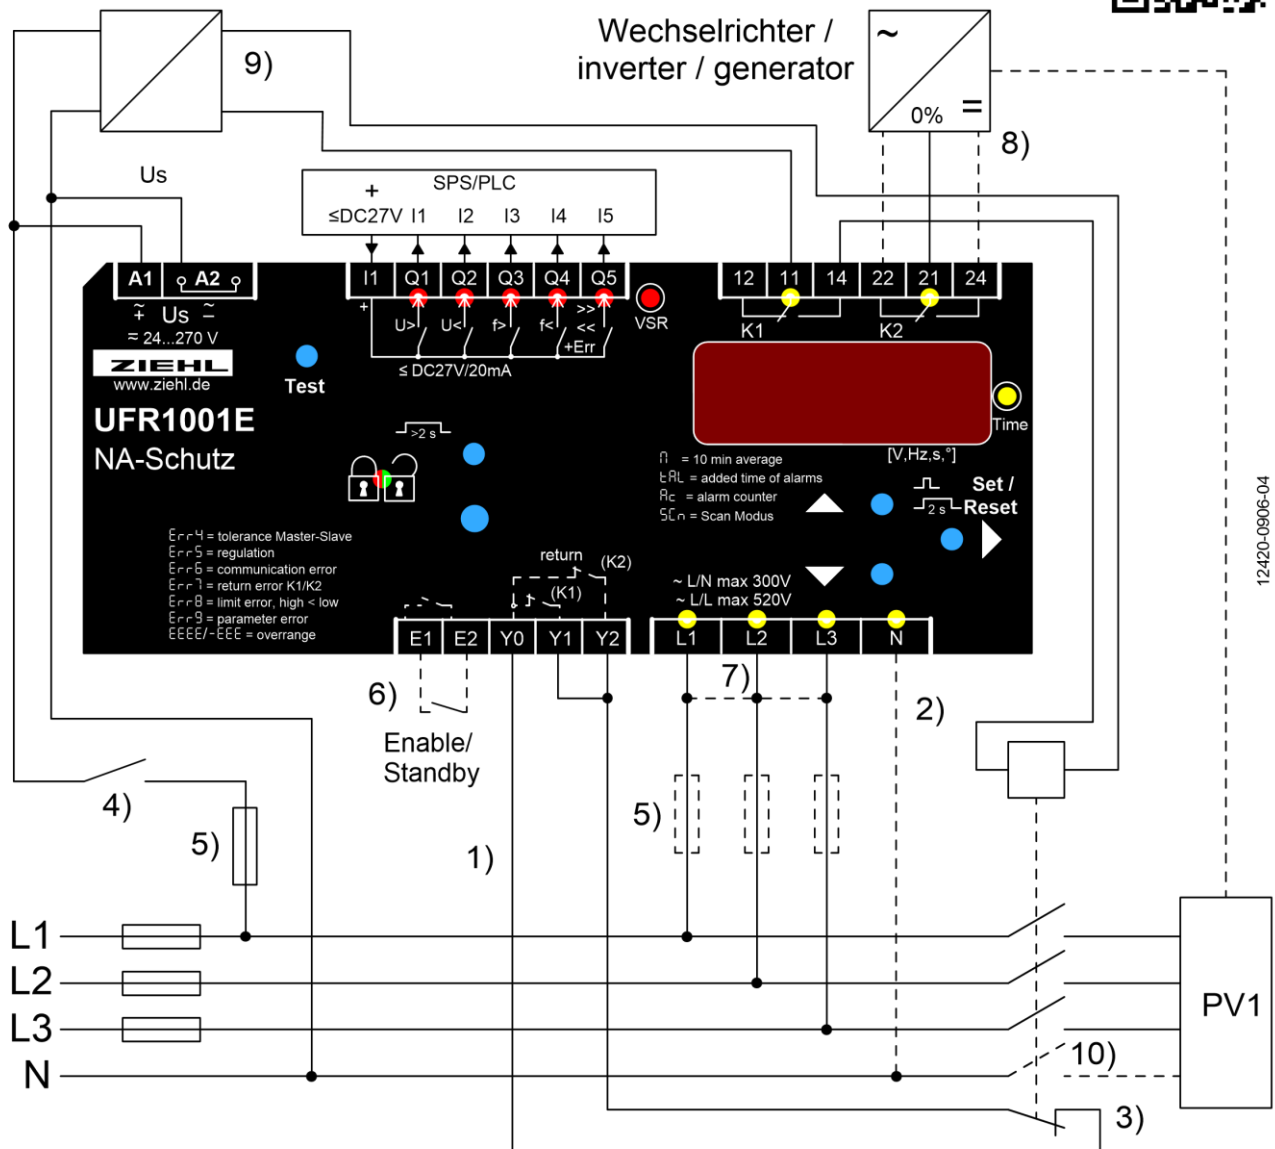 Wechselrichter /
inverter / generator
~
0% =
9)
8)
Us
SPS/PLC
+
≤DC27V I1 I2 I3 I4 I5
A1 A2
I1 Q1 Q2 Q3 Q4 Q5
12 11 14 22 21 24
Us
≂ 24...270 V
+ U> U< f> f< >> << +Err
VSR
K1 K2
≤ DC27V/20mA
ZIEHL
www.ziehl.de
Test
UFR1001E
NA-Schutz
>2 s
Time
[V,Hz,s,°]
n = 10 min average
tAL = added time of alarms
Ac = alarm counter
SCn = Scan Modus
Set /
2 s Reset
12420-0906-04
Err4 = tolerance Master-Slave
Err5 = regulation
Err6 = communication error
Err7 = return error K1/K2
Err8 = limit error, high < low
Err9 = parameter error
EEEE/-EEE = overrange
return (K2)
(K1)
~ L/N max 300V
~ L/L max 520V
E1 E2 Y0 Y1 Y2
L1 L2 L3 N
6)
7)
2)
Enable/
Standby
4)
5)
5)
1)
L1
L2
L3
N
PV1
10)
3)